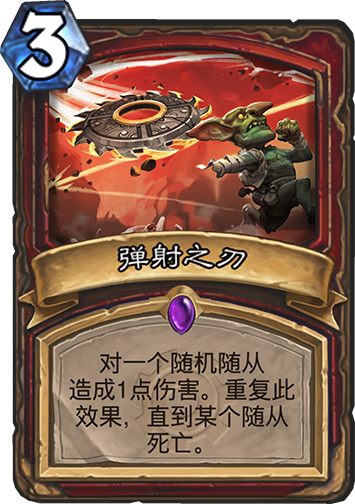 3
弹射之刃
对一个随机随从
造成1点伤害。重复此
效果，直到某个随从
死亡。